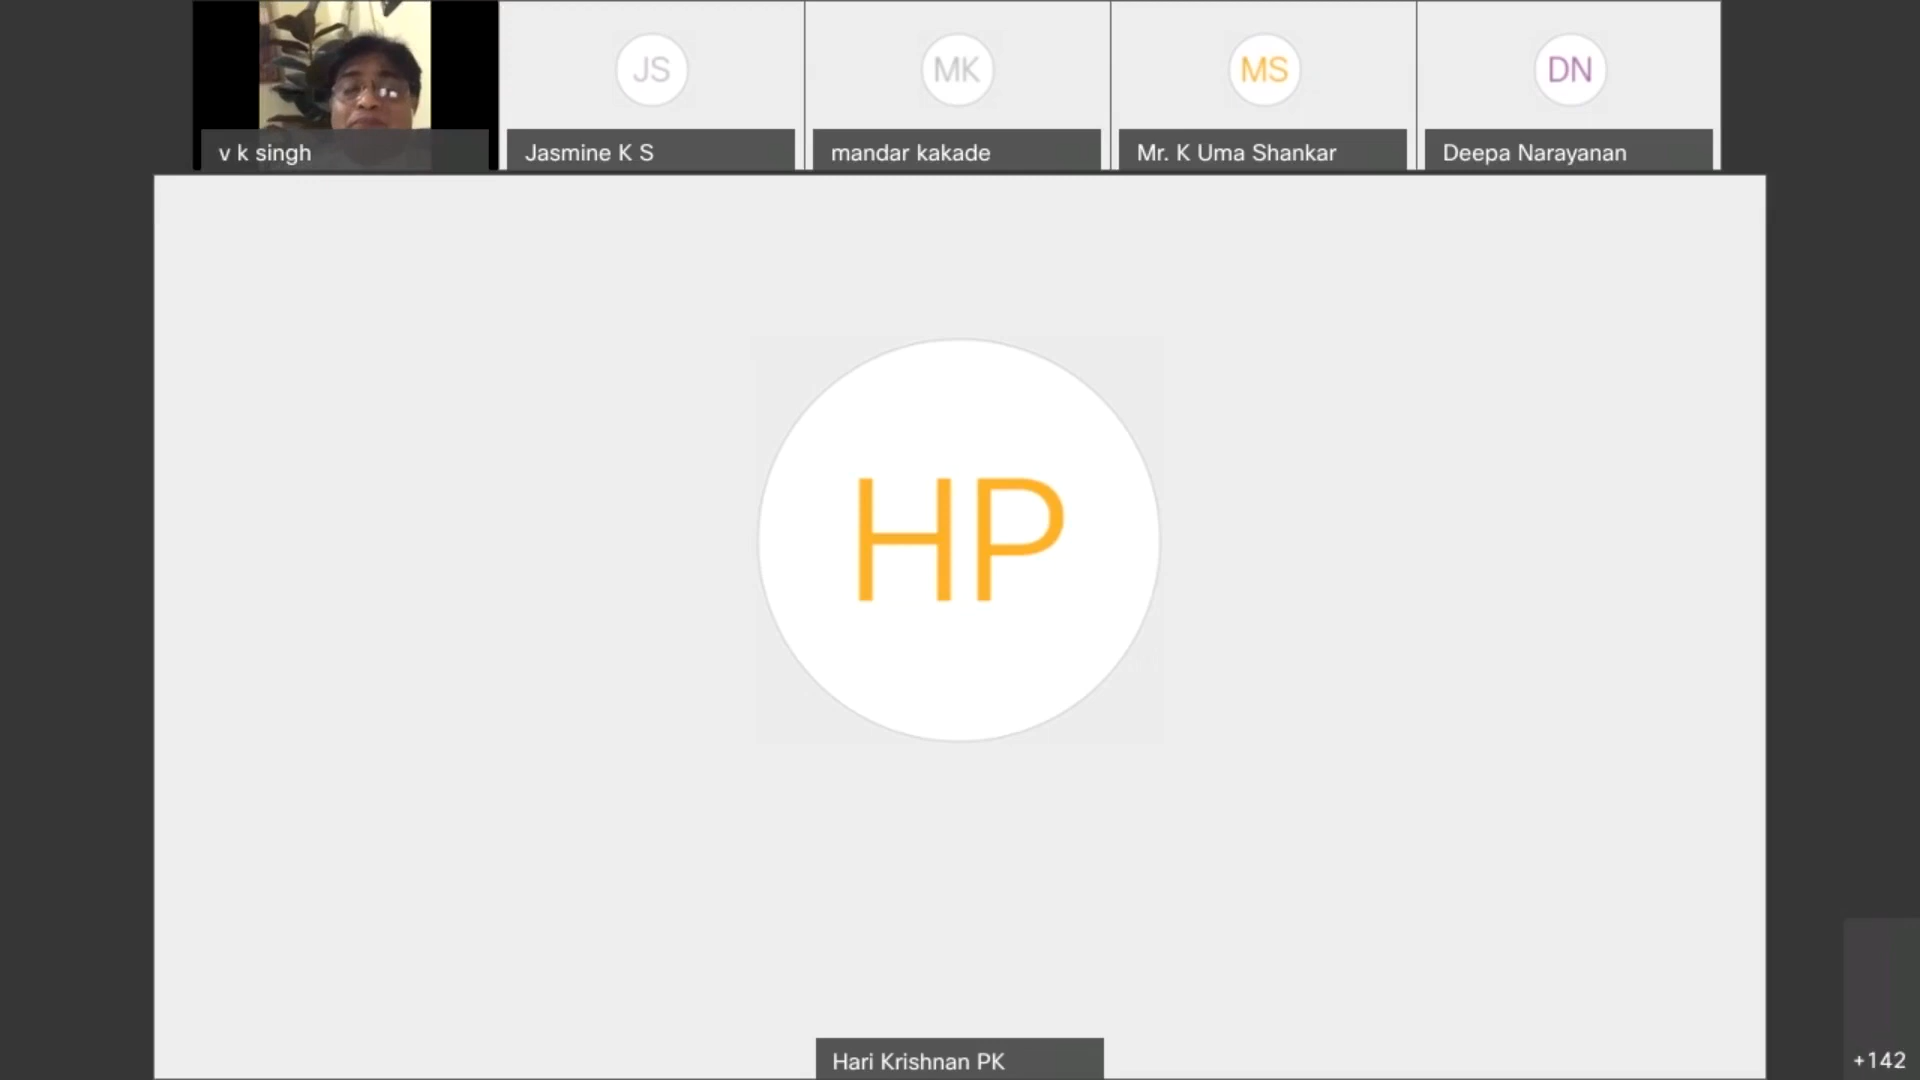 JS
MK
MS
DN
v k singh
Jasmine K S
mandar kakade
Mr. K Uma Shankar
Deepa Narayanan
HP
Hari Krishnan PK
+142